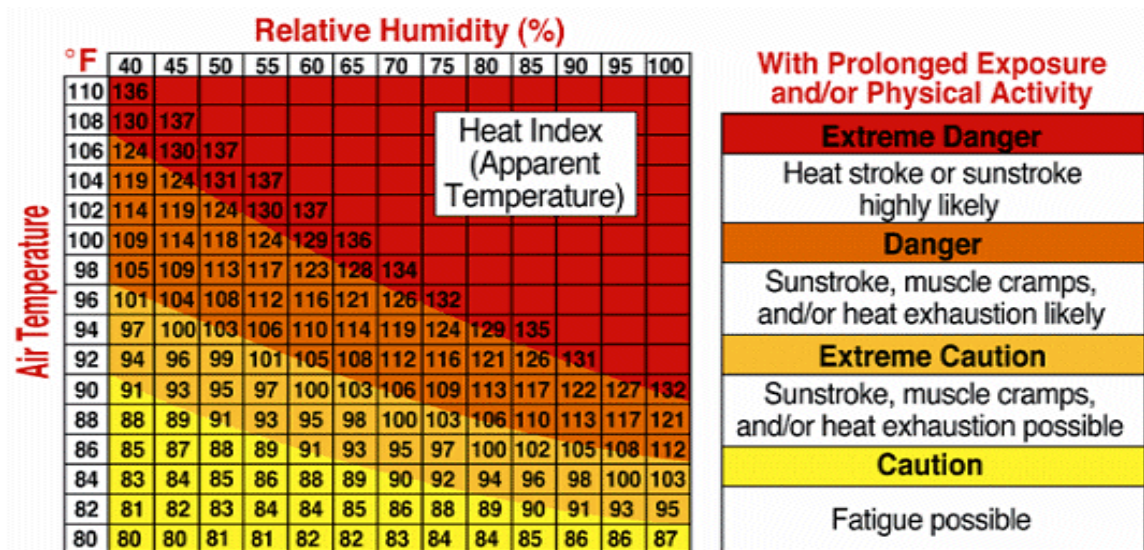 Relative Humidity (%)
°F 40 45 50 55 60 65 70 75 80 85 90 95 100
110 136
108 130 137
106 124 130 137
104 119 124 131 137
102 114 119 124 130 137
100 109 114 118 124 129 136
98 105 109 113 117 123 128 134
96 101 104 108 112 116 121 126 132
94 97 100 103 106 110 114 119 124 129 135
92 94 96 99 101 105 108 112 116 121 126 131
90 91 93 95 97 100 103 106 109 113 117 122 127 132
88 88 89 91 93 95 98 100 103 106 110 113 117 121
86 85 87 88 89 91 93 95 97 100 102 105 108 112
84 83 84 85 86 88 89 90 92 94 96 98 100 103
82 81 82 83 84 84 85 86 88 89 90 91 93 95
80 80 80 81 81 82 82 83 84 84 85 86 86 87
Air Temperature
Heat Index
(Apparent
Temperature)
With Prolonged Exposure
and/or Physical Activity
Extreme Danger
Heat stroke or sunstroke
highly likely
Danger
Sunstroke, muscle cramps,
and/or heat exhaustion likely
Extreme Caution
Sunstroke, muscle cramps,
and/or heat exhaustion possible
Caution
Fatigue possible